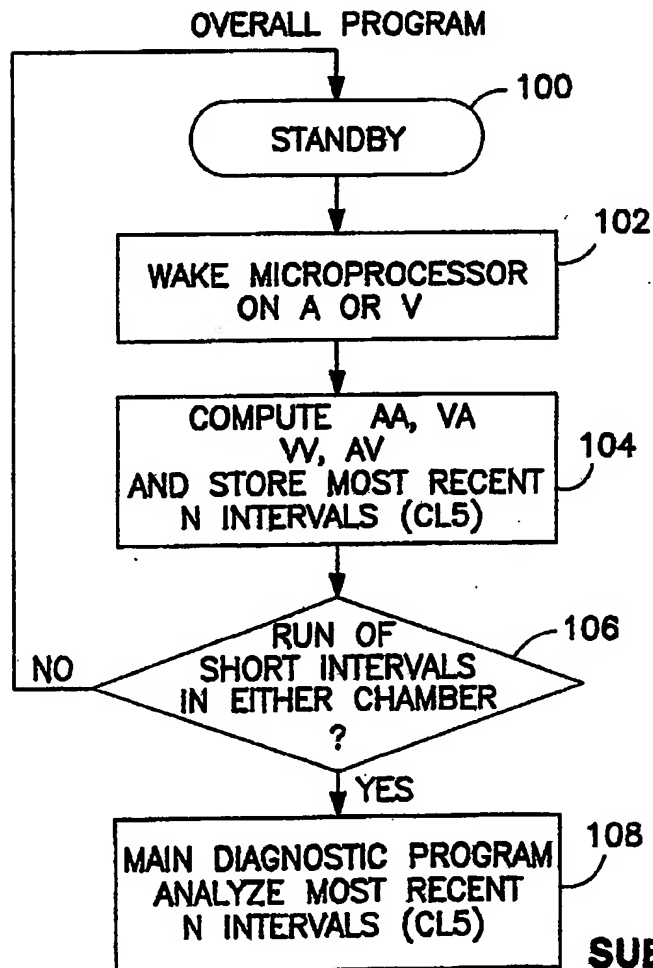 OVERALL PROGRAM
100
STANDBY
102
WAKE MICROPROCESSOR
ON A OR V
COMPUTE AA, VA
VV, AV
AND STORE MOST RECENT
N INTERVALS (CL5)
104
RUN OF
SHORT INTERVALS
IN EITHER CHAMBER
?
106
NO
YES
MAIN DIAGNOSTIC PROGRAM
ANALYZE MOST RECENT
N INTERVALS (CL5)
108
SUE